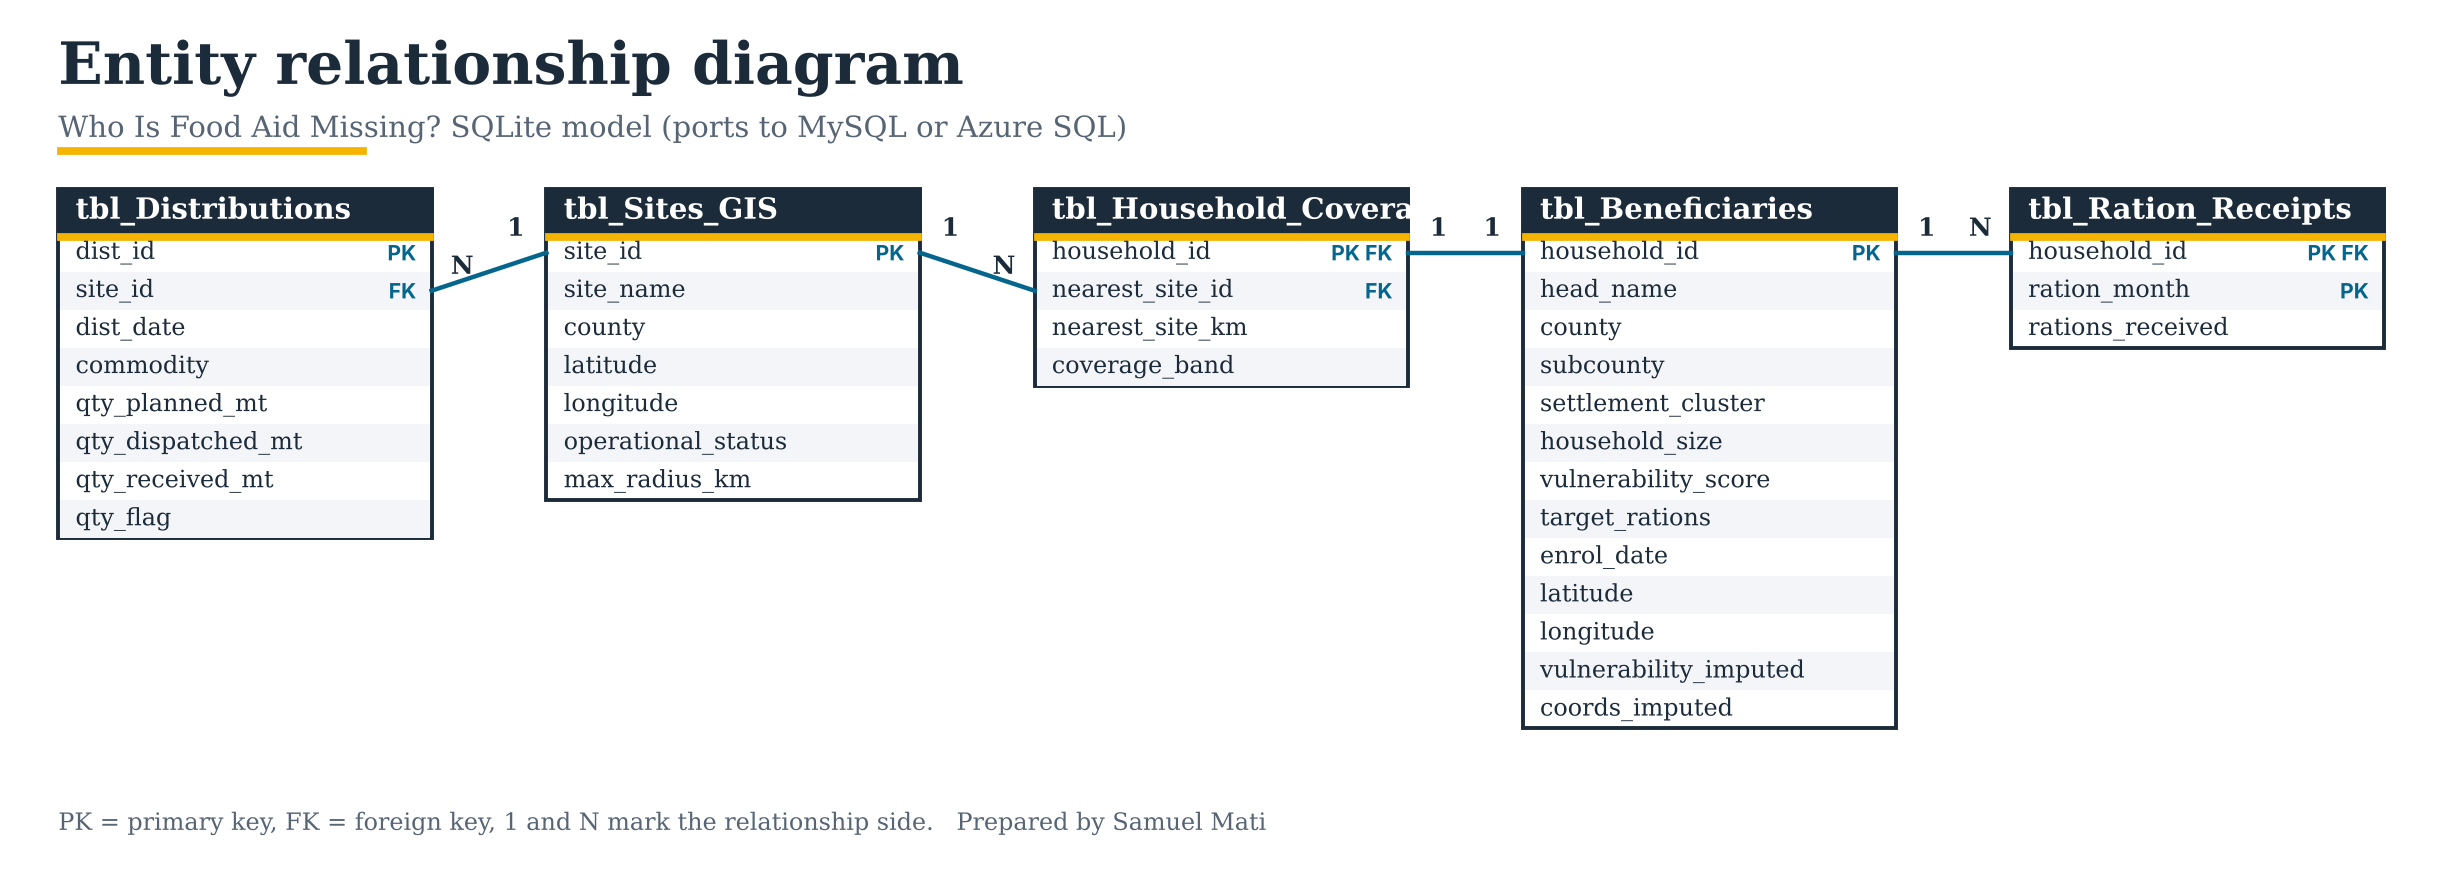 Entity relationship diagram
Who Is Food Aid Missing? SQLite model (ports to MySQL or Azure SQL)
tbl_Distributions
dist_id PK
site_id FK
dist_date
commodity
qty_planned_mt
qty_dispatched_mt
qty_received_mt
qty_flag
N
1
tbl_Sites_GIS
site_id PK
site_name
county
latitude
longitude
operational_status
max_radius_km
1
N
tbl_Household_Covera
household_id PK FK
nearest_site_id FK
nearest_site_km
coverage_band
1
1
tbl_Beneficiaries
household_id PK
head_name
county
subcounty
settlement_cluster
household_size
vulnerability_score
target_rations
enrol_date
latitude
longitude
vulnerability_imputed
coords_imputed
1
N
tbl_Ration_Receipts
household_id PK FK
ration_month PK
rations_received
PK = primary key, FK = foreign key, 1 and N mark the relationship side. Prepared by Samuel Mati